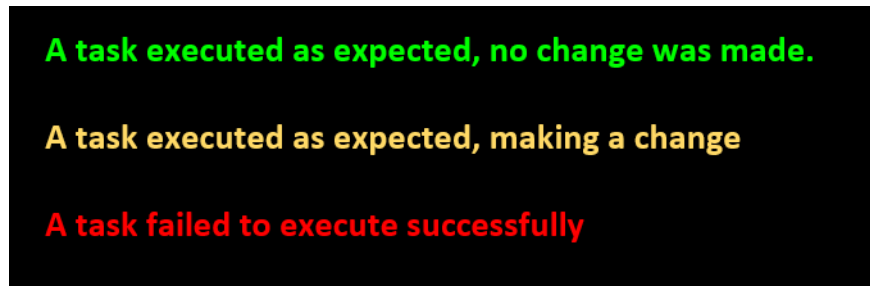 A task executed as expected, no change was made.
A task executed as expected, making a change
A task failed to execute successfully